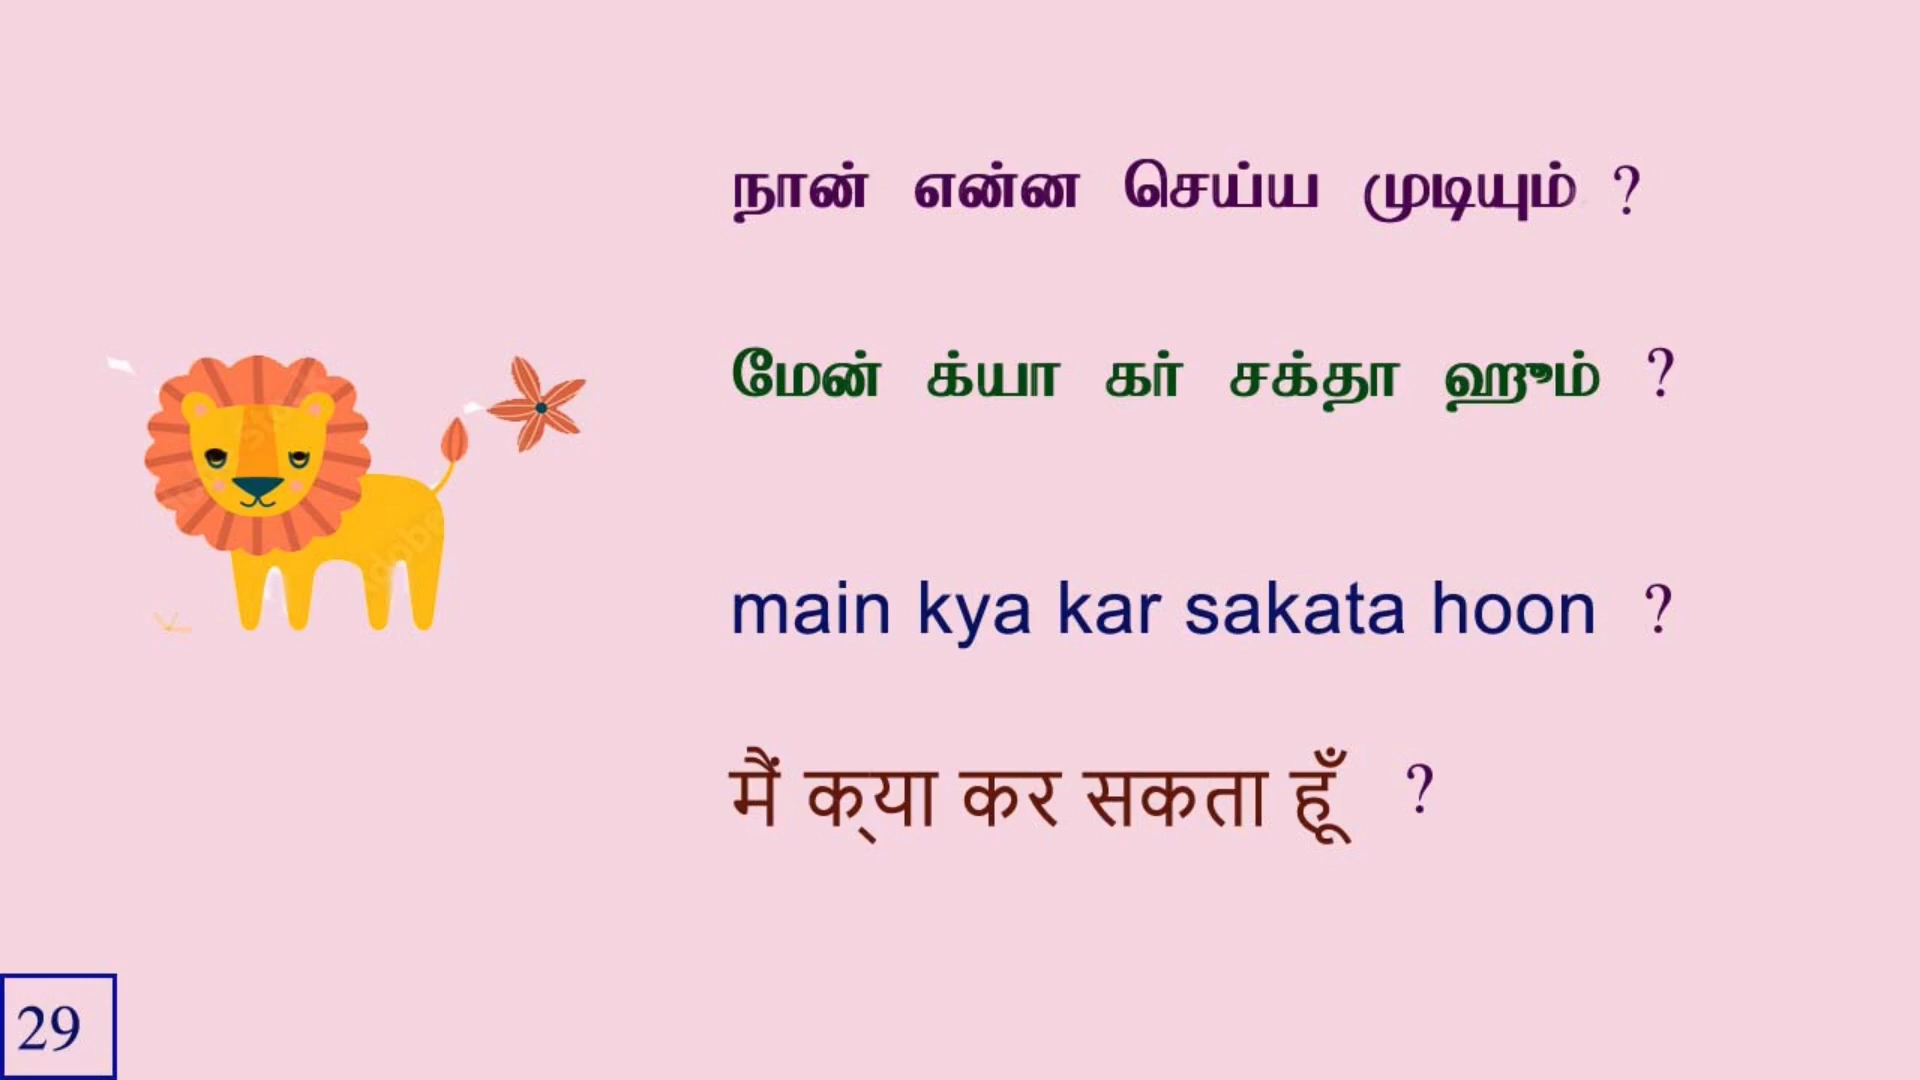 நான் என்ன செய்ய முடியும் ?
மேன் க்யா கர் சக்தா ஹூம் ?
main kya kar sakata hoon ?
मैं क्या कर सकता हूँ ?
29